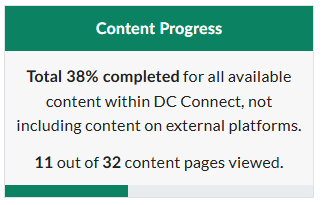 Content Progress
Total 38% completed for all available
content within DC Connect, not
including content on external platforms.
11 out of 32 content pages viewed.